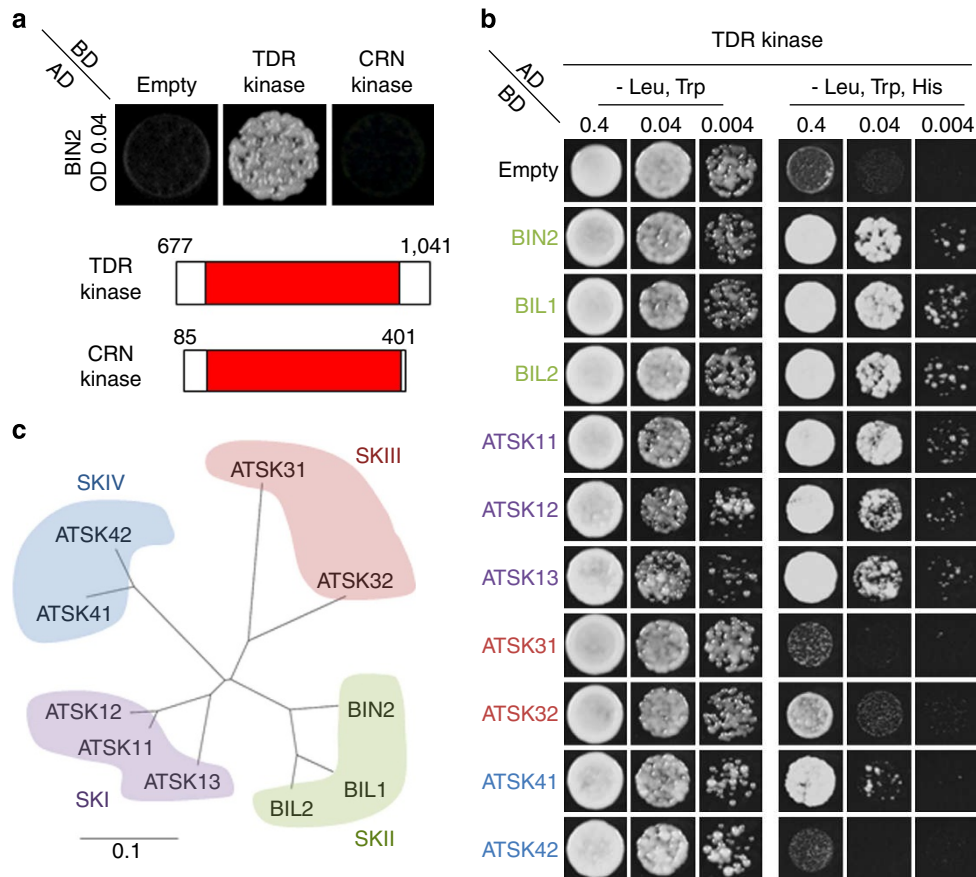 a
BD
AD
Empty
TDR kinase
CRN kinase
BIN2
OD 0.04
677
1,041
TDR
kinase
85
401
CRN
kinase
b
TDR kinase
AD
BD
- Leu, Trp
- Leu, Trp, His
0.4 0.04 0.004 0.4 0.04 0.004
Empty
BIN2
BIL1
BIL2
ATSK11
ATSK12
ATSK13
ATSK31
ATSK32
ATSK41
ATSK42
c
SKIV
ATSK42
ATSK41
SKIII
ATSK31
ATSK32
ATSK12
ATSK11
ATSK13
SKI
BIN2
BIL1
BIL2
SKII
0.1